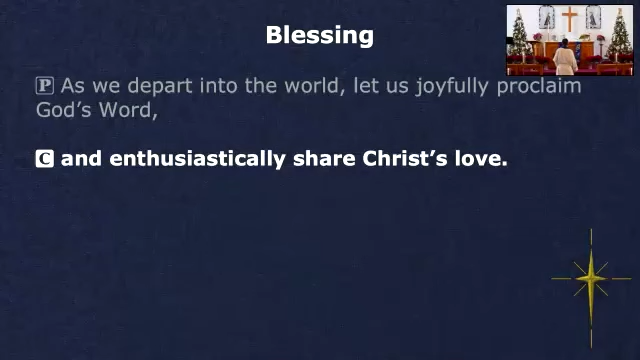 Blessing
P As we depart into the world, let us joyfully proclaim
God’s Word,
C and enthusiastically share Christ’s love.